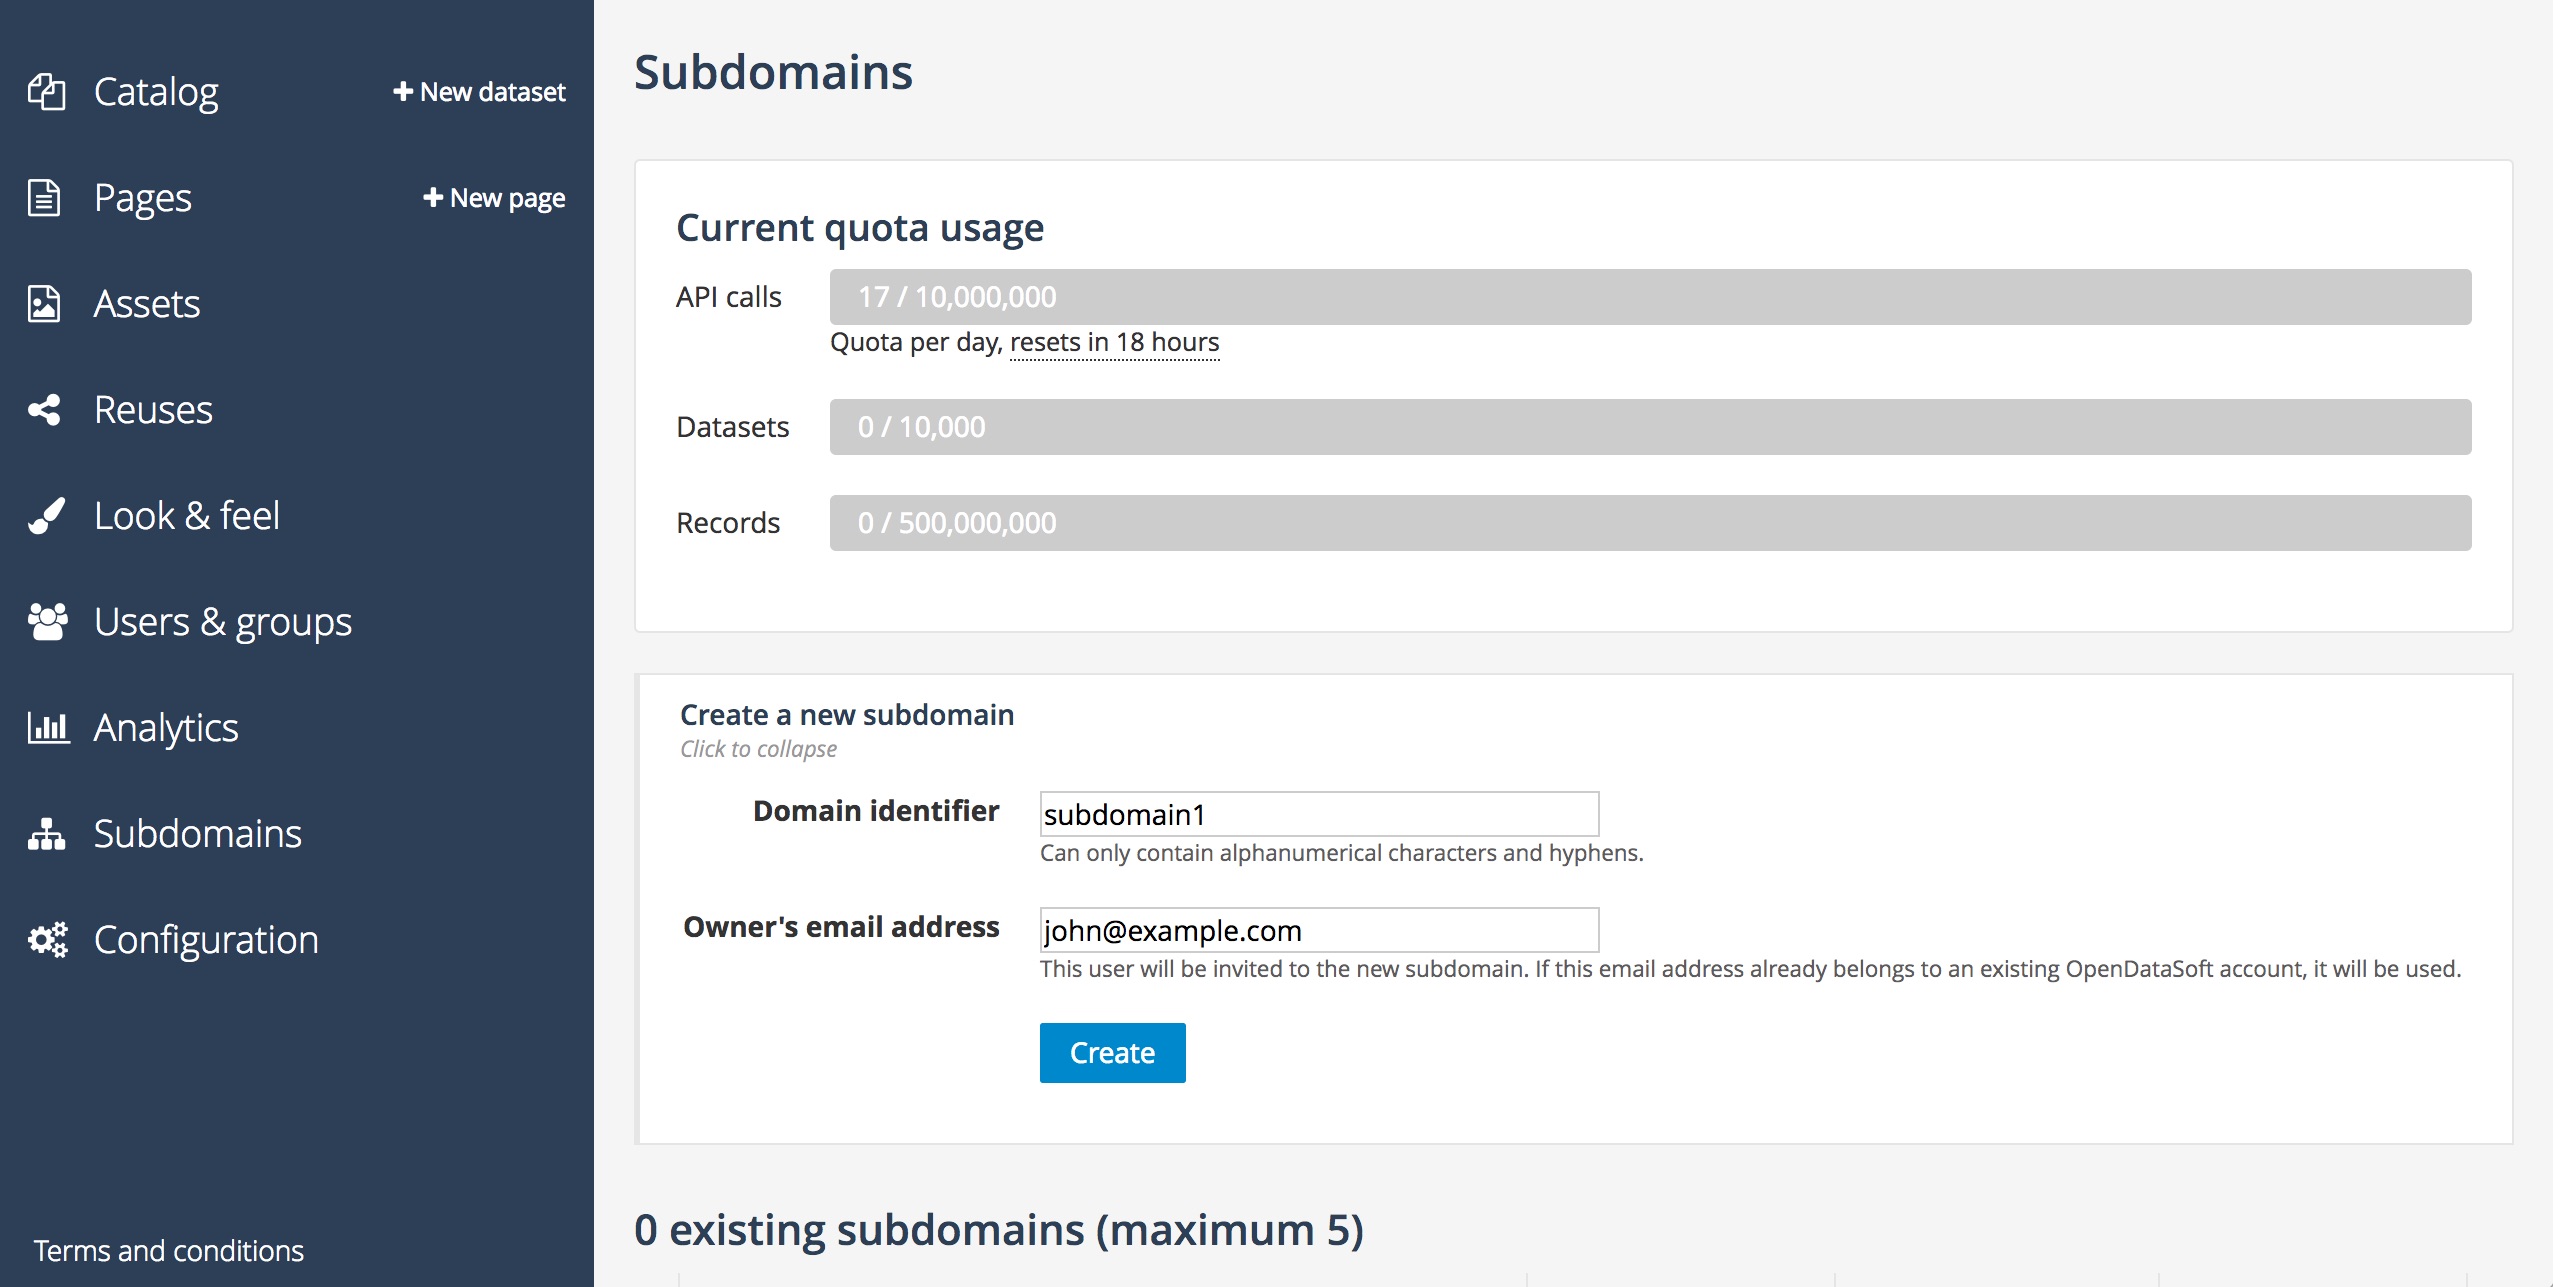 Catalog
+ New dataset
Pages
+ New page
Assets
Reuses
Look & feel
Users & groups
Analytics
Subdomains
Configuration
Terms and conditions
Subdomains
Current quota usage
API calls
17 / 10,000,000
Quota per day, resets in 18 hours
Datasets
0 / 10,000
Records
0 / 500,000,000
Create a new subdomain
Click to collapse
Domain identifier
subdomain1
Can only contain alphanumerical characters and hyphens.
Owner's email address
john@example.com
This user will be invited to the new subdomain. If this email address already belongs to an existing OpenDataSoft account, it will be used.
Create
0 existing subdomains (maximum 5)